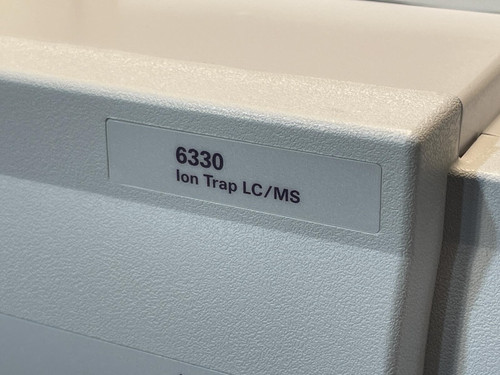 6330
Ion Trap LC/MS